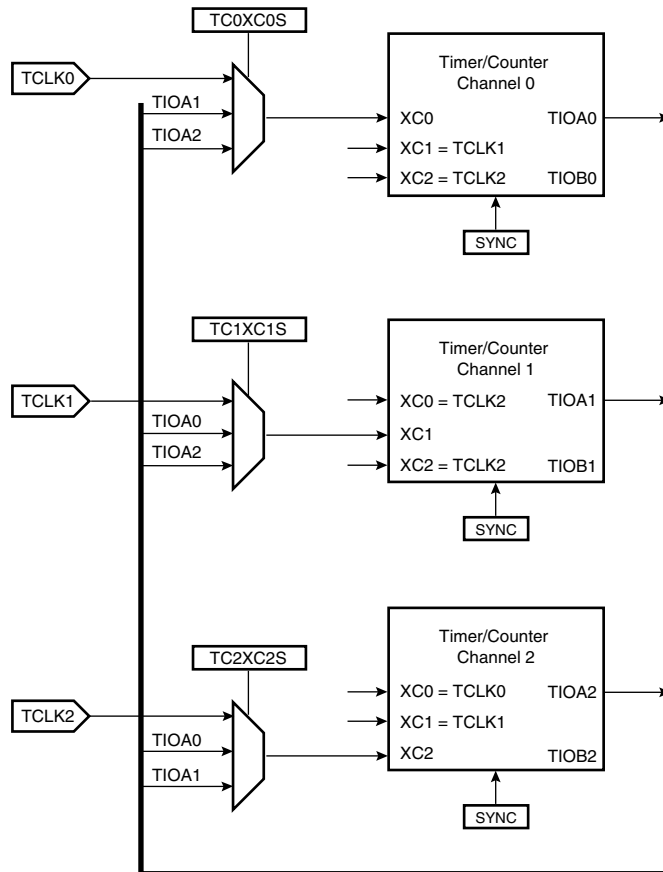 TC0XC0S
TCLK0
TIOA1
TIOA2
Timer/Counter
Channel 0
XC0
TIOA0
XC1 = TCLK1
XC2 = TCLK2
TIOB0
SYNC
TC1XC1S
TCLK1
TIOA0
TIOA2
Timer/Counter
Channel 1
XC0 = TCLK2
TIOA1
XC1
XC2 = TCLK2
TIOB1
SYNC
TC2XC2S
TCLK2
TIOA0
TIOA1
Timer/Counter
Channel 2
XC0 = TCLK0
TIOA2
XC1 = TCLK1
XC2
TIOB2
SYNC